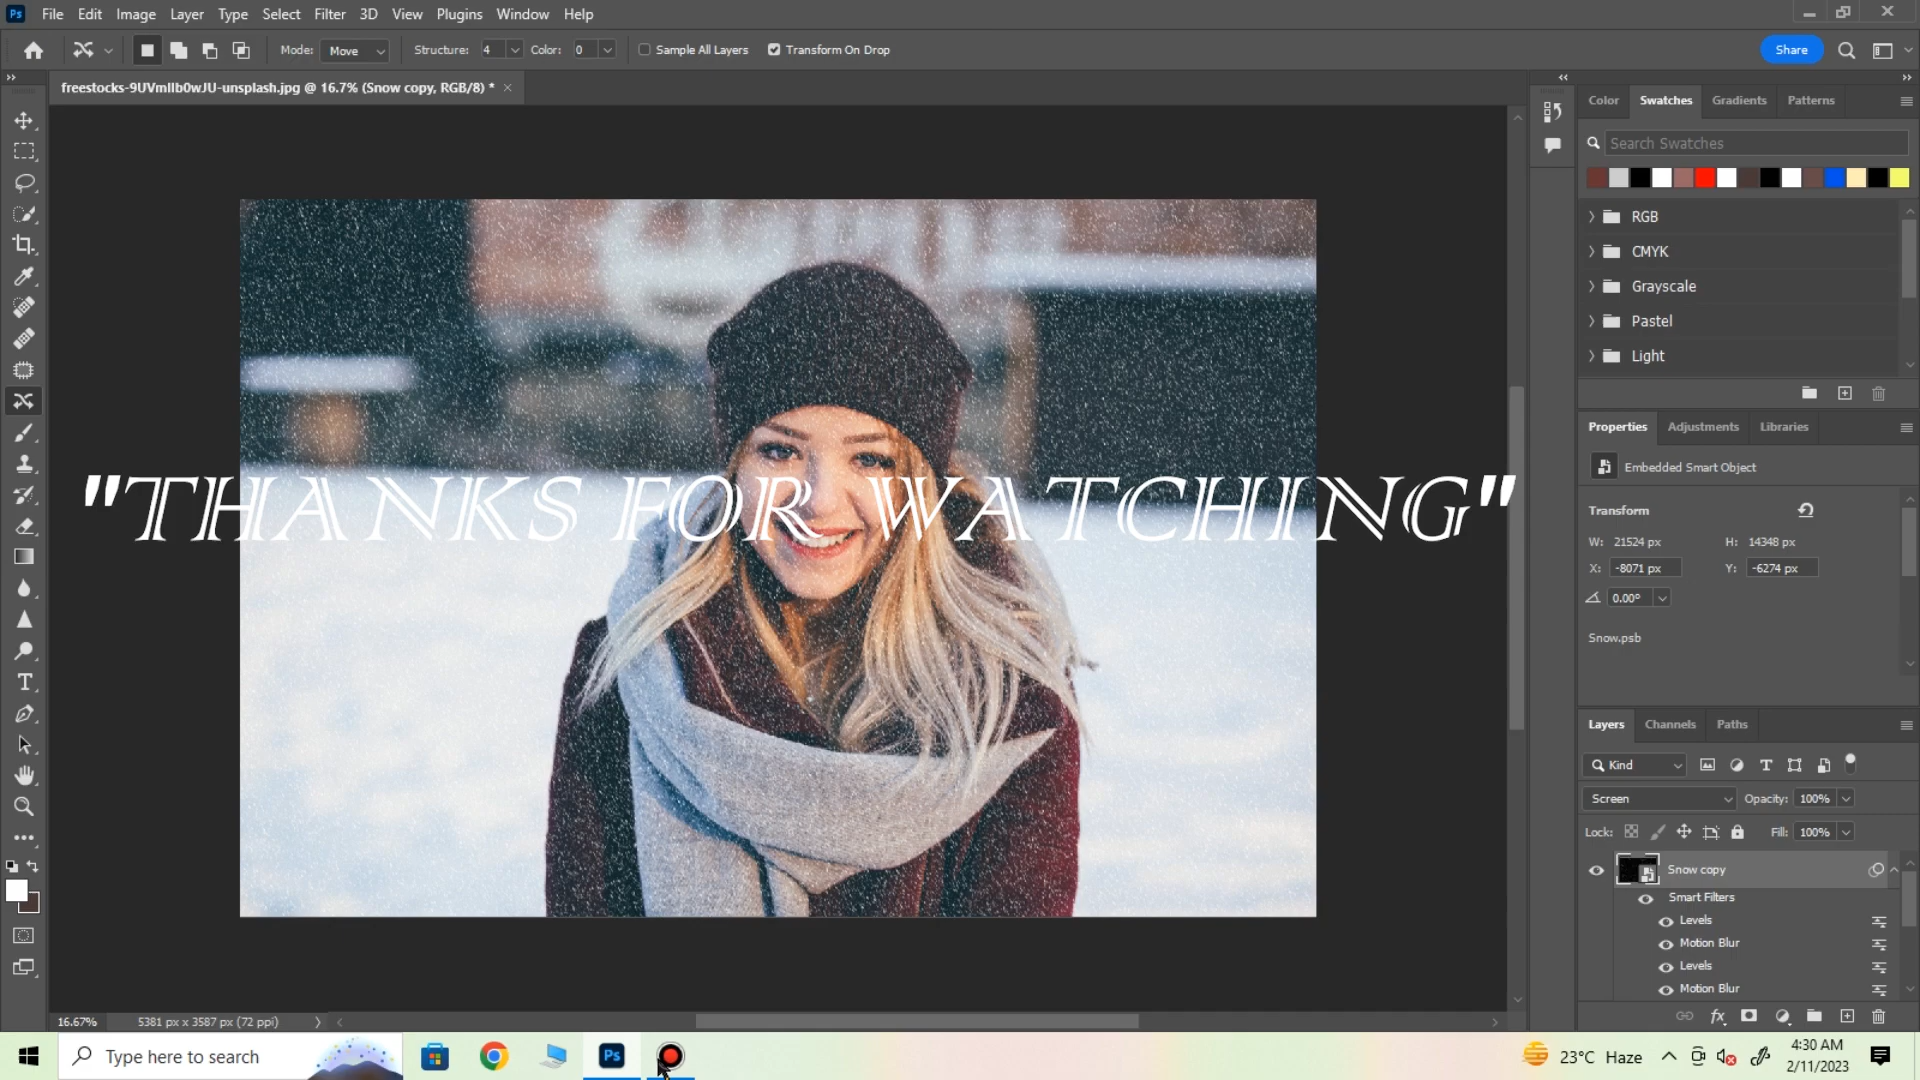 Ps File Edit Image Layer Type Select Filter 3D View Plugins Window Help
Mode: Move Structure: 4 Color: 0 Sample All Layers Transform On Drop Share
freestocks-9UVmlIb0wJU-unsplash.jpg @ 16.7% (Snow copy, RGB/8) *
Color Swatches Gradients Patterns
Search Swatches
RGB
CMYK
Grayscale
Pastel
Light
Properties Adjustments Libraries
Embedded Smart Object
"THANKS FOR WATCHING"
Transform
W: 21524 px H: 14348 px
X: -8071 px Y: -6274 px
0.00°
Snow.psb
Layers Channels Paths
Kind
Screen Opacity: 100%
Lock: Fill: 100%
Snow copy
Smart Filters
Levels
Motion Blur
Levels
Motion Blur
16.67% 5381 px x 3587 px (72 ppi)
fx
Type here to search
Ps
23°C Haze
4:30 AM
2/11/2023